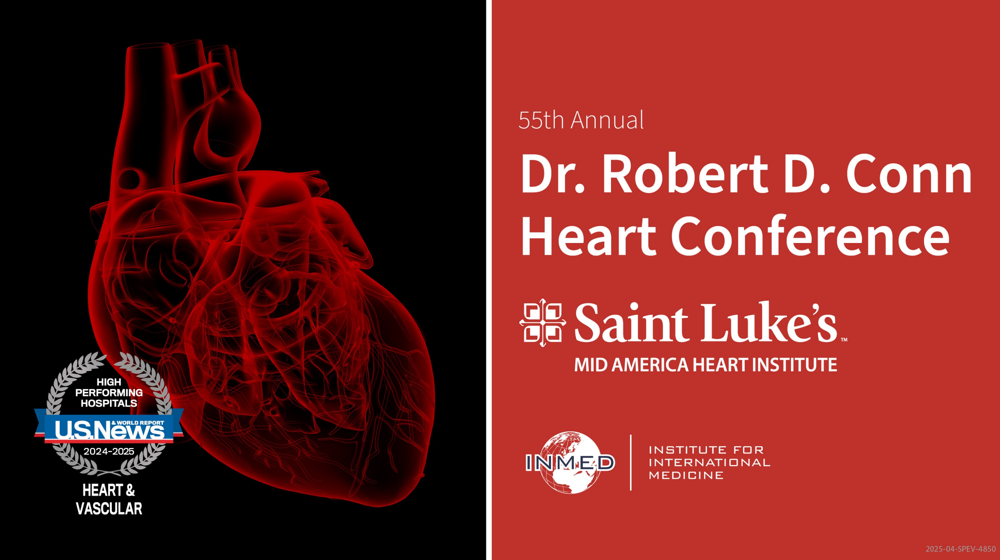 HIGH
PERFORMING
HOSPITALS
U.S.News & WORLD REPORT
2024-2025
HEART &
VASCULAR
55th Annual
Dr. Robert D. Conn
Heart Conference
Saint Luke's™
MID AMERICA HEART INSTITUTE
INMED
INSTITUTE FOR
INTERNATIONAL
MEDICINE
2025-04-SPEV-4850